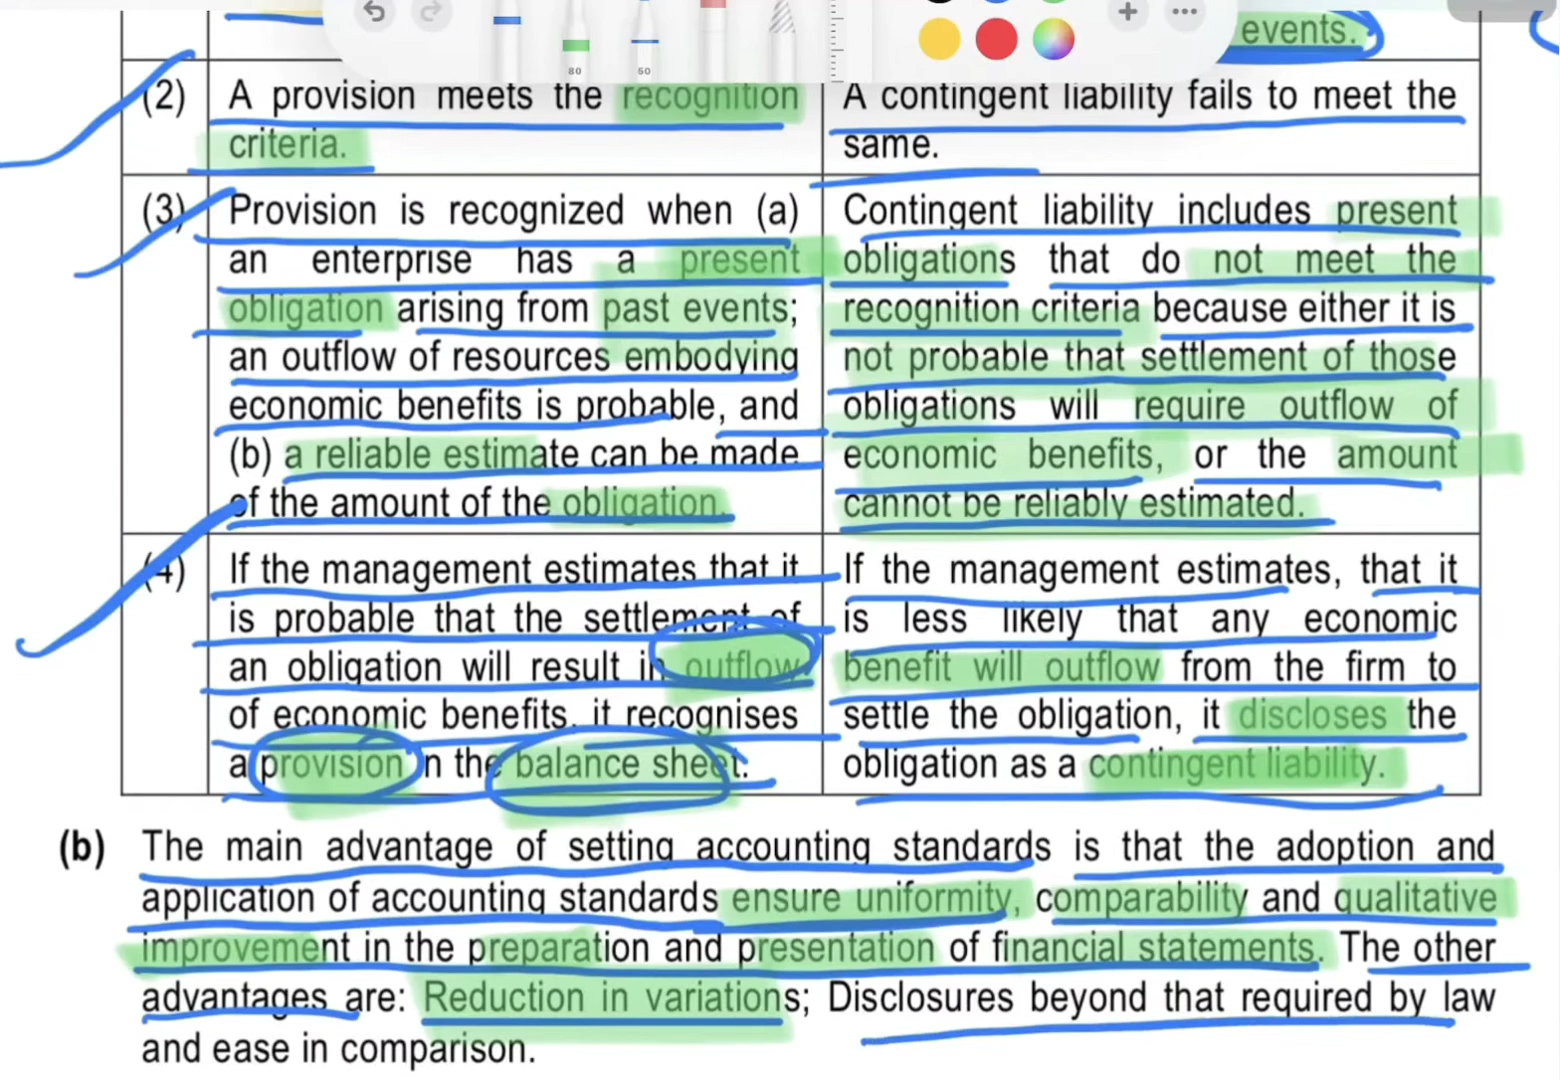 events.
80
50
(2) A provision meets the recognition criteria.
A contingent liability fails to meet the same.
(3) Provision is recognized when (a)
an enterprise has a present
obligation arising from past events;
an outflow of resources embodying
economic benefits is probable, and
(b) a reliable estimate can be made
of the amount of the obligation.
Contingent liability includes present
obligations that do not meet the
recognition criteria because either it is
not probable that settlement of those
obligations will require outflow of
economic benefits, or the amount
cannot be reliably estimated.
(4) If the management estimates that it
is probable that the settlement of
an obligation will result in outflow
of economic benefits, it recognises
a provision in the balance sheet.
If the management estimates, that it
is less likely that any economic
benefit will outflow from the firm to
settle the obligation, it discloses the
obligation as a contingent liability.
(b) The main advantage of setting accounting standards is that the adoption and
application of accounting standards ensure uniformity, comparability and qualitative
improvement in the preparation and presentation of financial statements. The other
advantages are: Reduction in variations; Disclosures beyond that required by law
and ease in comparison.